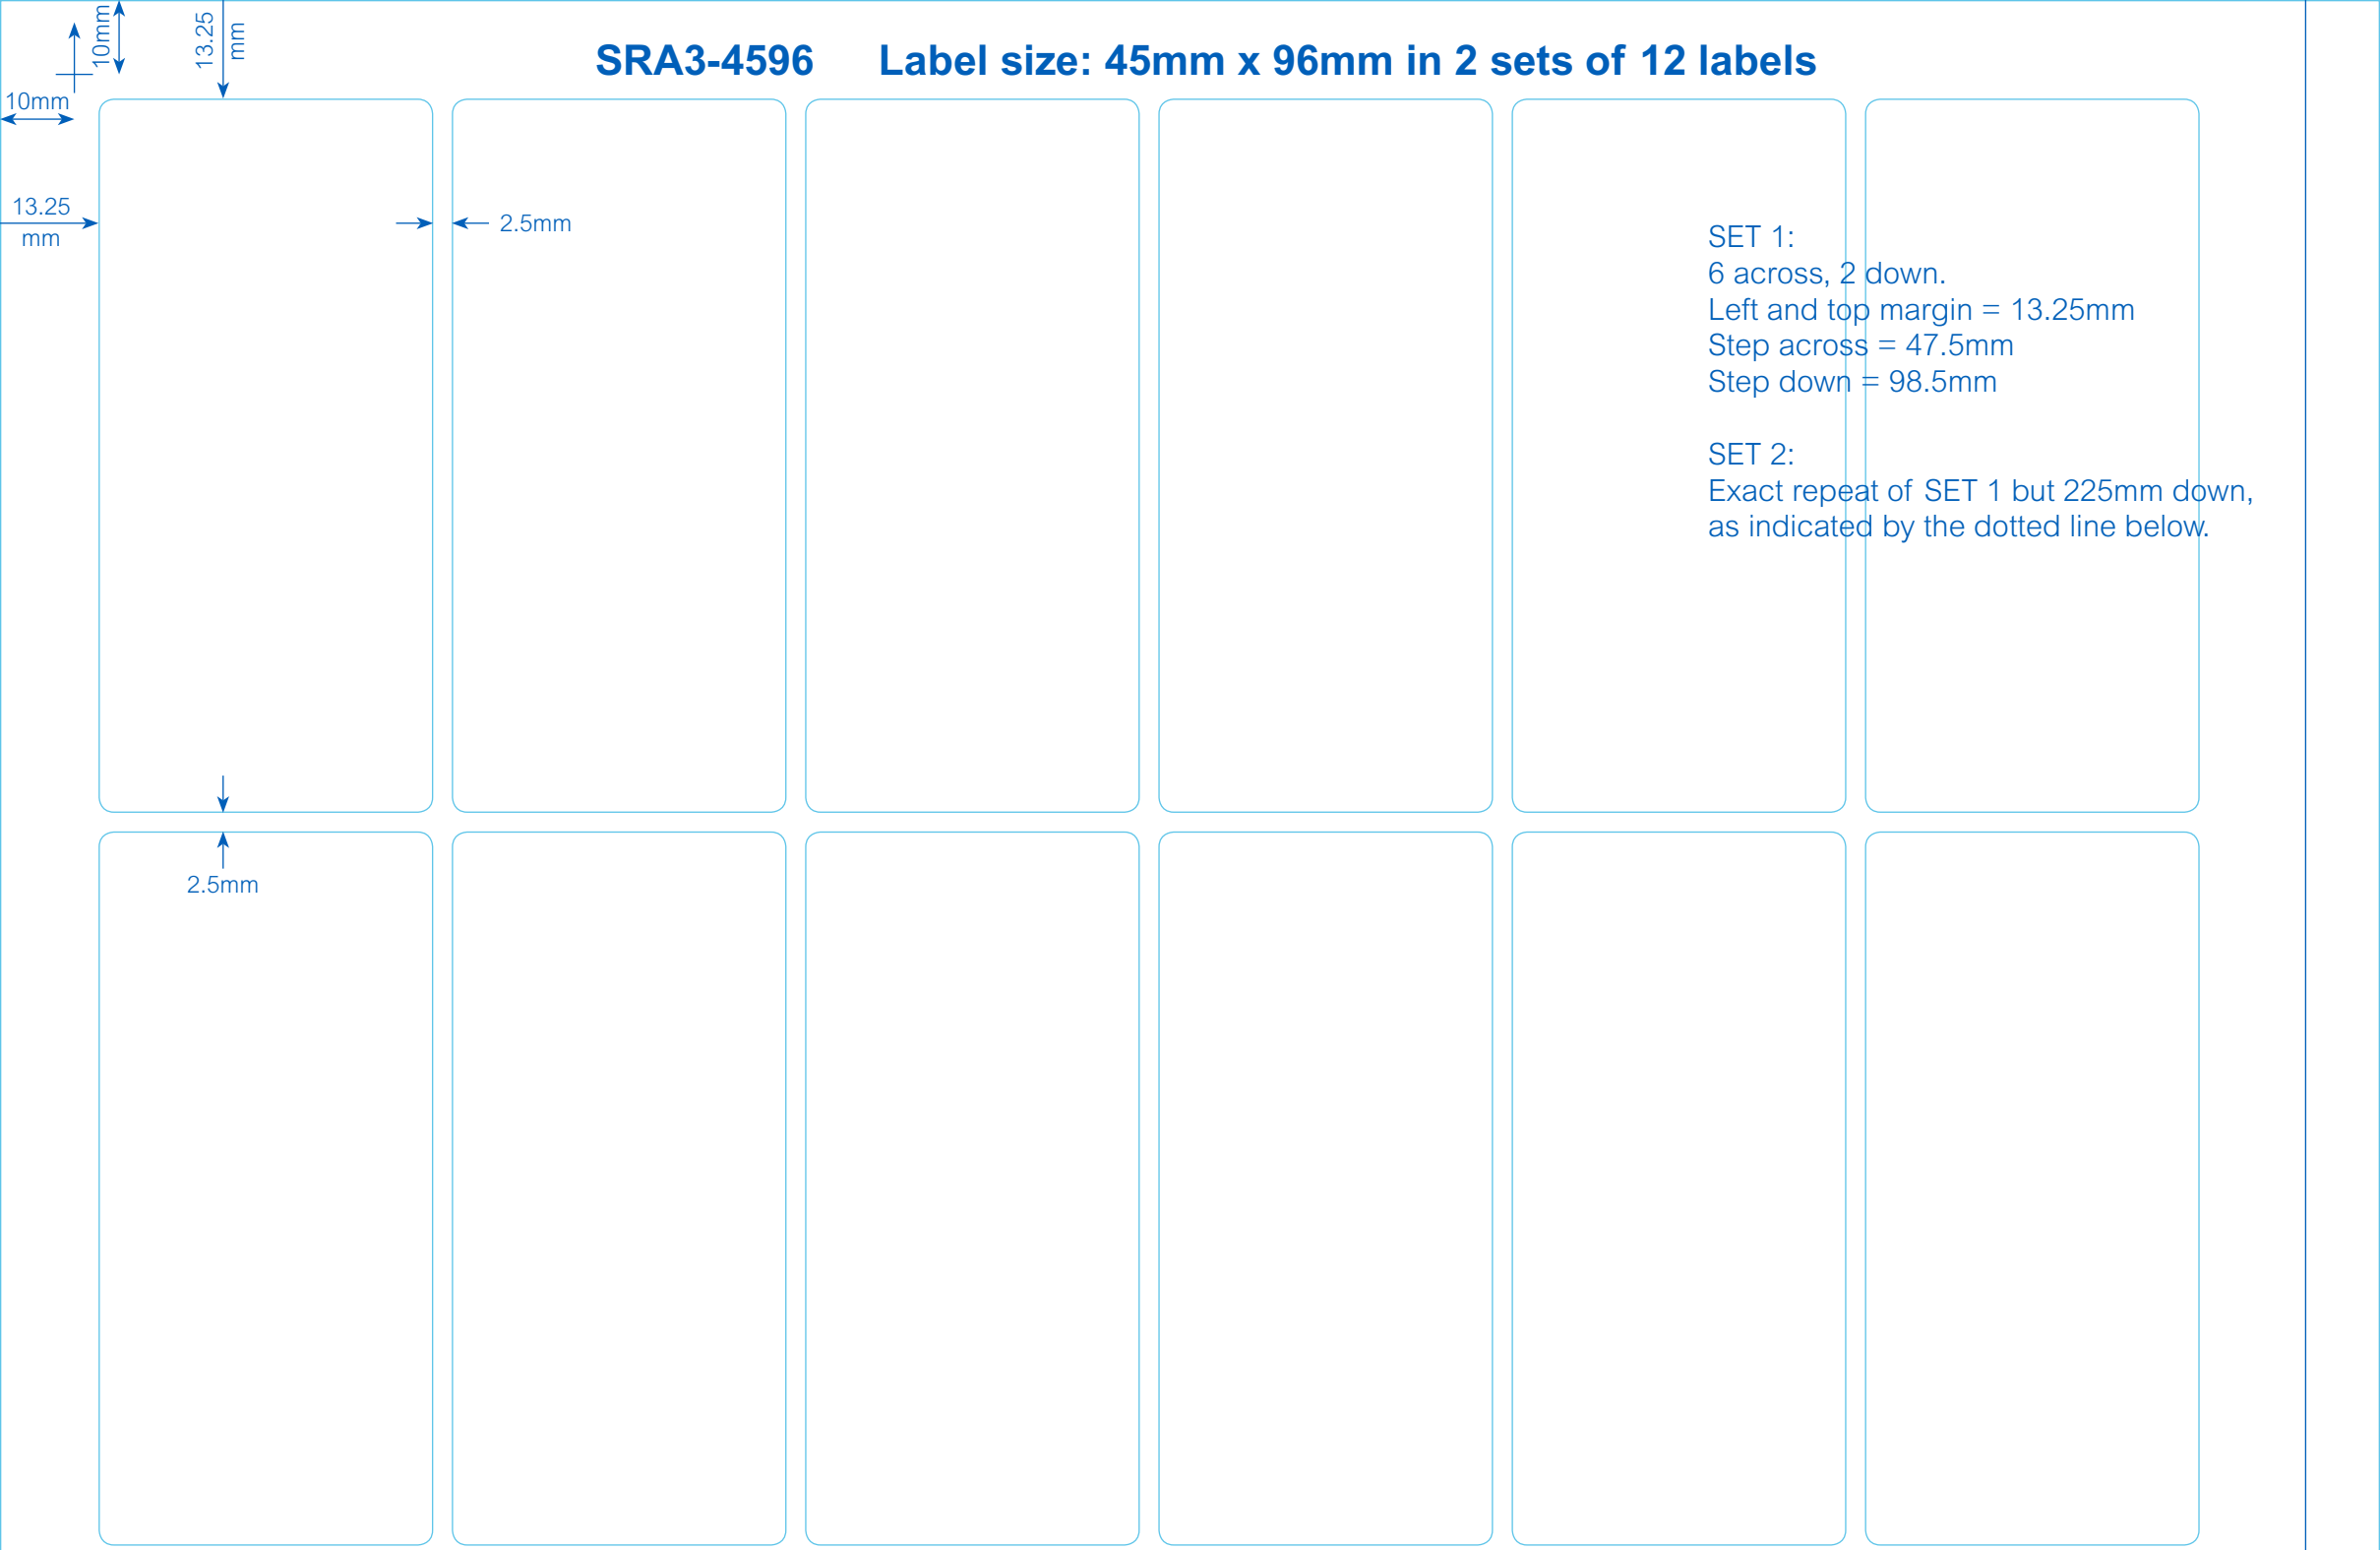 10mm
13.25
mm
SRA3-4596 Label size: 45mm x 96mm in 2 sets of 12 labels
10mm
13.25
mm
2.5mm
SET 1:
6 across, 2 down.
Left and top margin = 13.25mm
Step across = 47.5mm
Step down = 98.5mm
SET 2:
Exact repeat of SET 1 but 225mm down,
as indicated by the dotted line below.
2.5mm